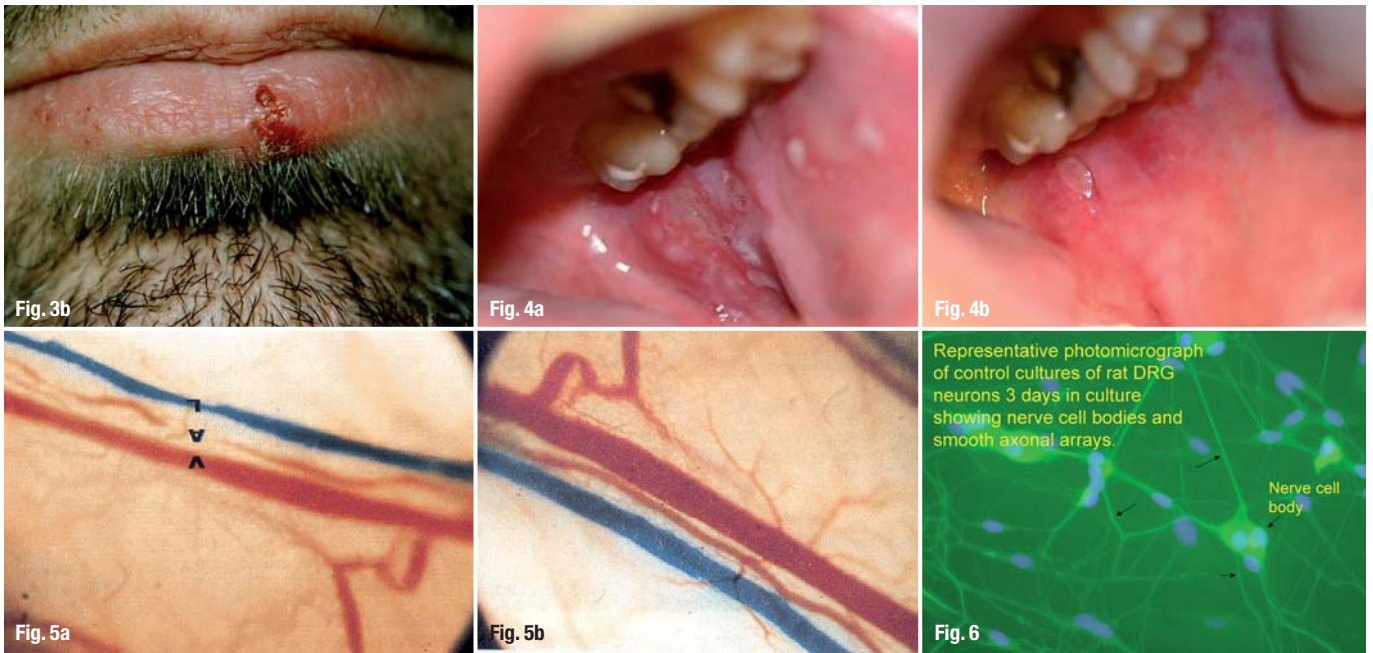 Fig. 3b
Fig. 4a
Fig. 4b
L
A
V
Fig. 5a
Fig. 5b
Representative photomicrograph
of control cultures of rat DRG
neurons 3 days in culture
showing nerve cell bodies and
smooth axonal arrays.
Nerve cell
body
Fig. 6